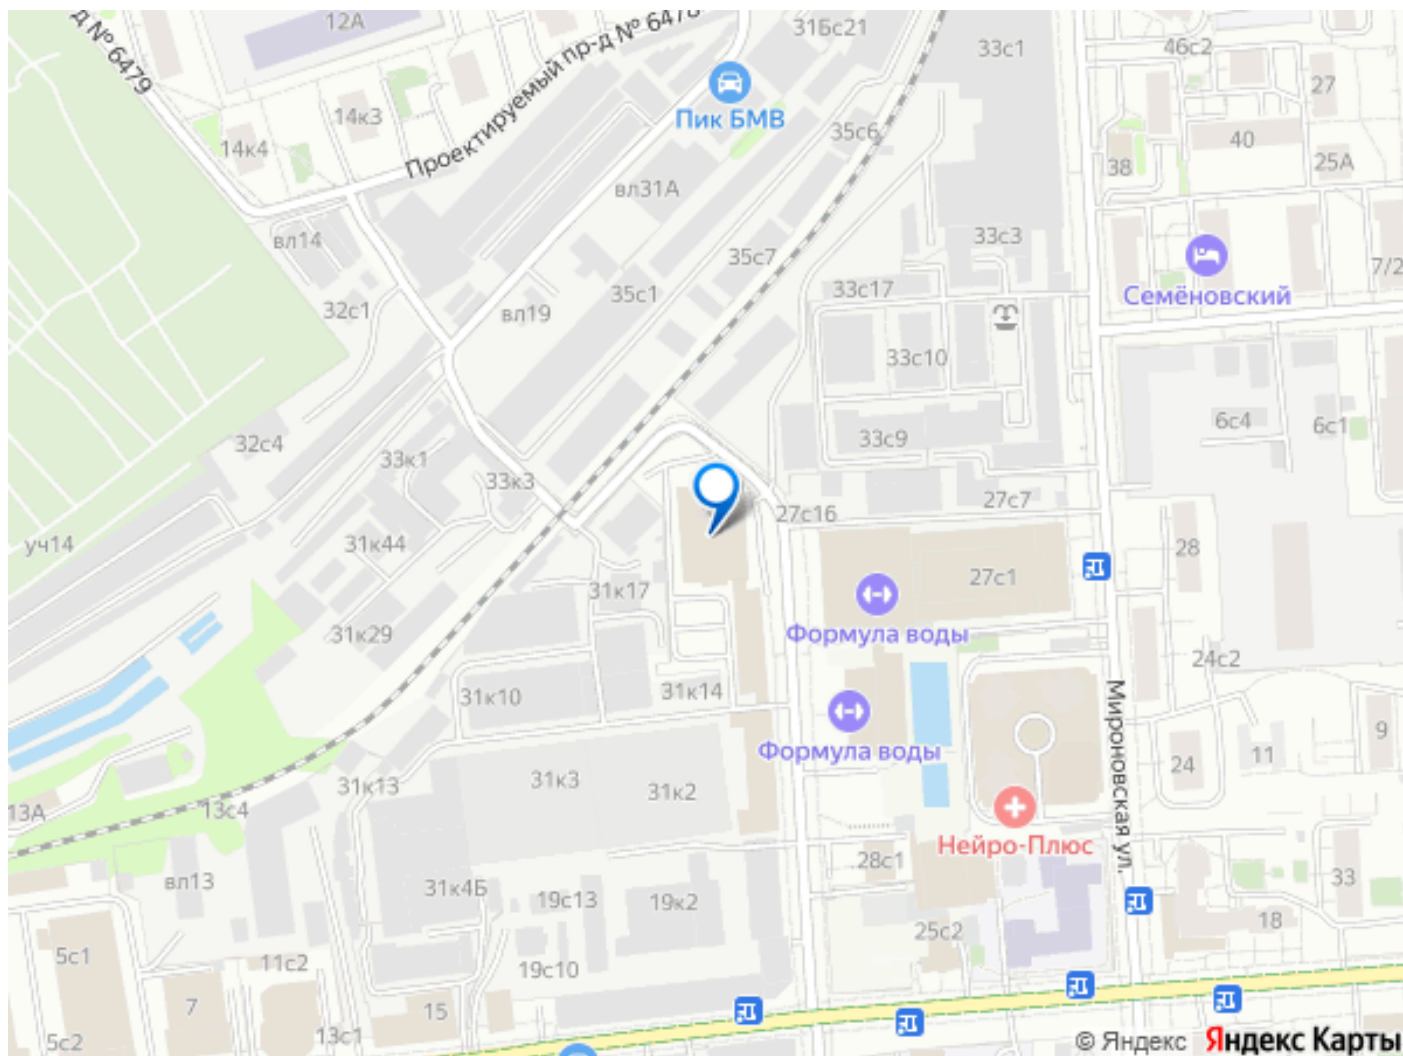 12А
д № 6479
Проектируемый пр-д № 6478
31Бс21
33с1
46с2
27
Пик БМВ
14к3
14к4
35с6
40
38
25А
вл31А
вл14
33с3
35с7
Семёновский
7/2
33с17
35с1
32с1
вл19
33с10
6с4
6с1
32с4
33к1
33с9
33к3
27с7
27с16
уч14
31к44
28
27с1
31к17
Формула воды
31к29
24с2
31к14
31к10
Мироновская ул.
9
Формула воды
11
24
31к3
31к13
31к2
13А
13с4
Нейро-Плюс
28с1
вл13
31к4Б
33
19с13
19к2
18
25с2
5с1
11с2
19с10
7
15
13с1
5с2
© Яндекс Яндекс Карты